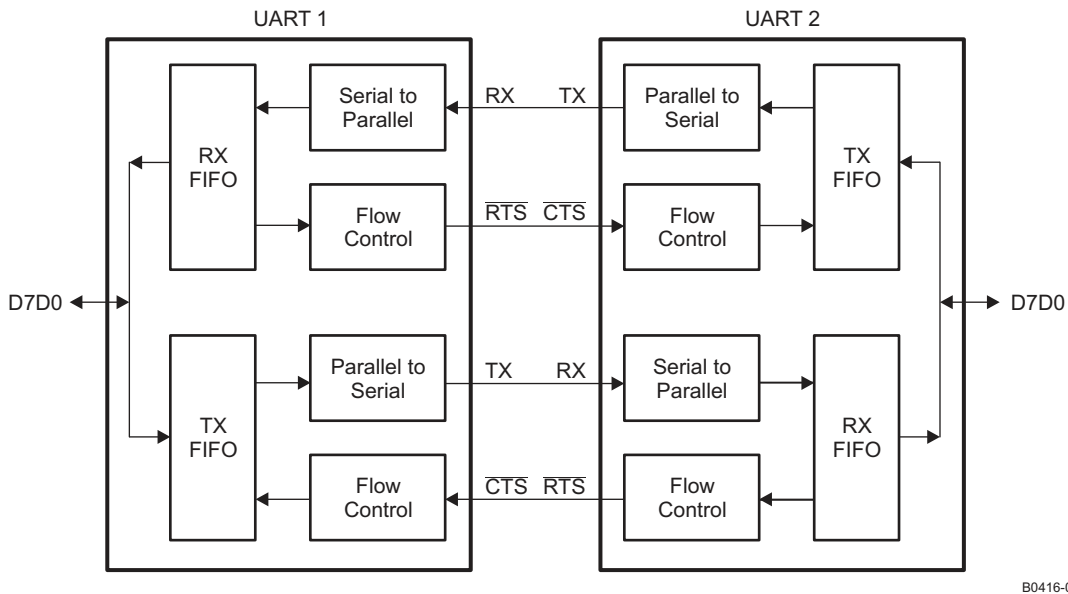 UART 1
UART 2
Serial to
Parallel
RX
TX
Parallel to
Serial
RX
FIFO
TX
FIFO
Flow
Control
RTS
CTS
Flow
Control
D7D0
D7D0
Parallel to
Serial
TX
RX
Serial to
Parallel
TX
FIFO
RX
FIFO
Flow
Control
CTS
RTS
Flow
Control